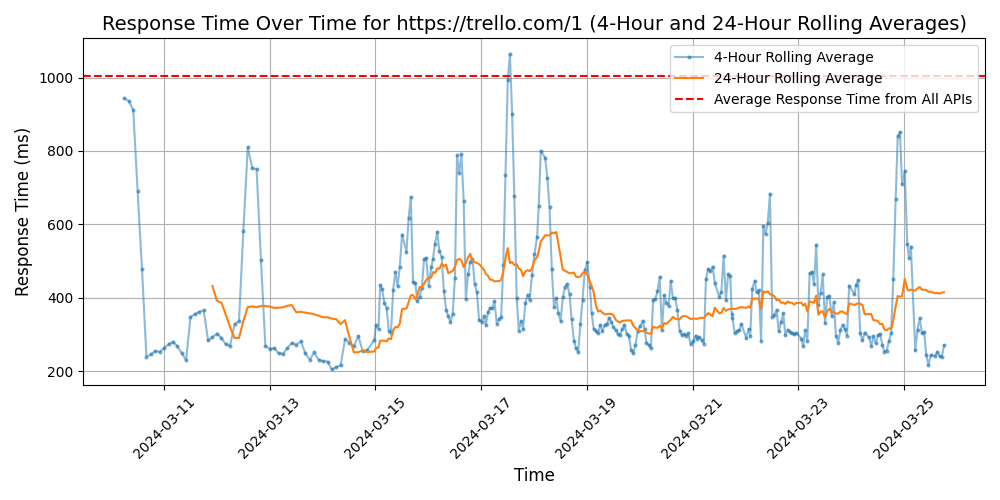 Response Time Over Time for https://trello.com/1 (4-Hour and 24-Hour Rolling Averages)
4-Hour Rolling Average
24-Hour Rolling Average
Average Response Time from All APIs
Response Time (ms)
1000
800
600
400
200
2024-03-11
2024-03-13
2024-03-15
2024-03-17
2024-03-19
2024-03-21
2024-03-23
2024-03-25
Time